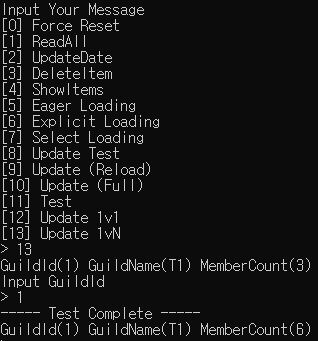 Input Your Message
[0] Force Reset
[1] ReadAll
[2] UpdateDate
[3] DeleteItem
[4] ShowItems
[5] Eager Loading
[6] Explicit Loading
[7] Select Loading
[8] Update Test
[9] Update (Reload)
[10] Update (Full)
[11] Test
[12] Update 1v1
[13] Update 1vN
> 13
GuildId(1) GuildName(T1) MemberCount(3)
Input GuildId
> 1
----- Test Complete -----
GuildId(1) GuildName(T1) MemberCount(6)